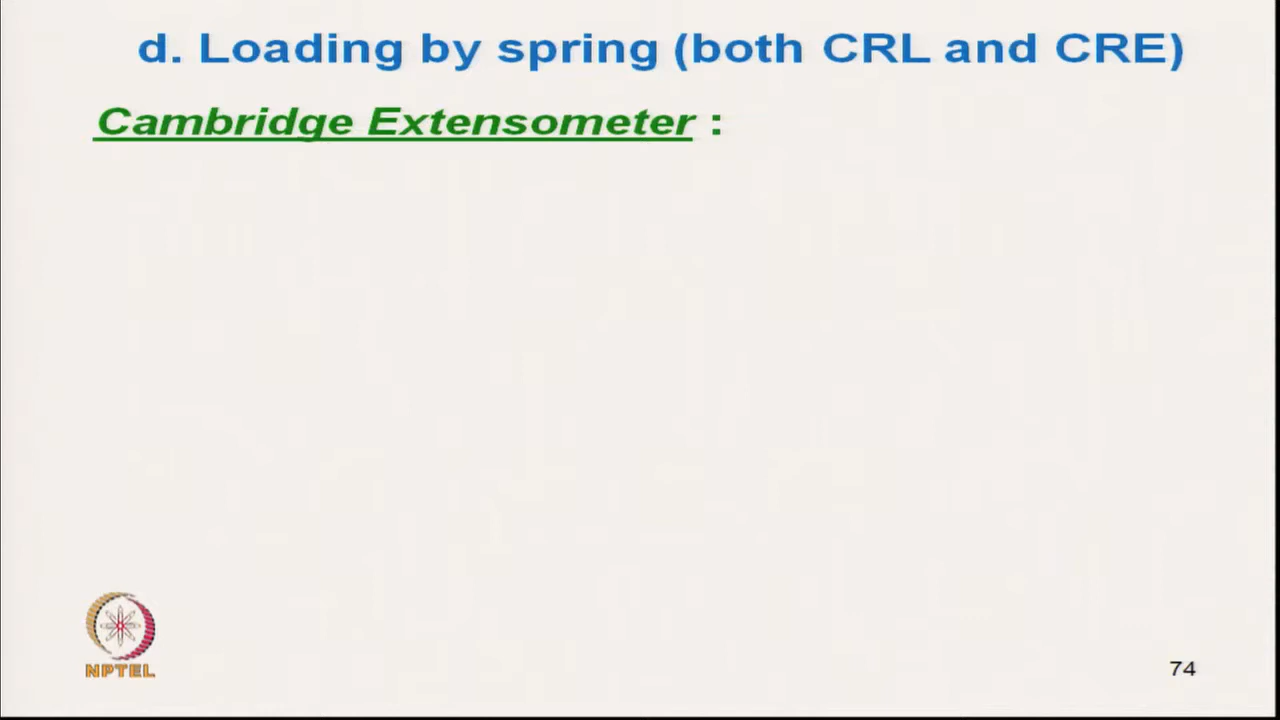 d. Loading by spring (both CRL and CRE)
Cambridge Extensometer :
NPTEL
74